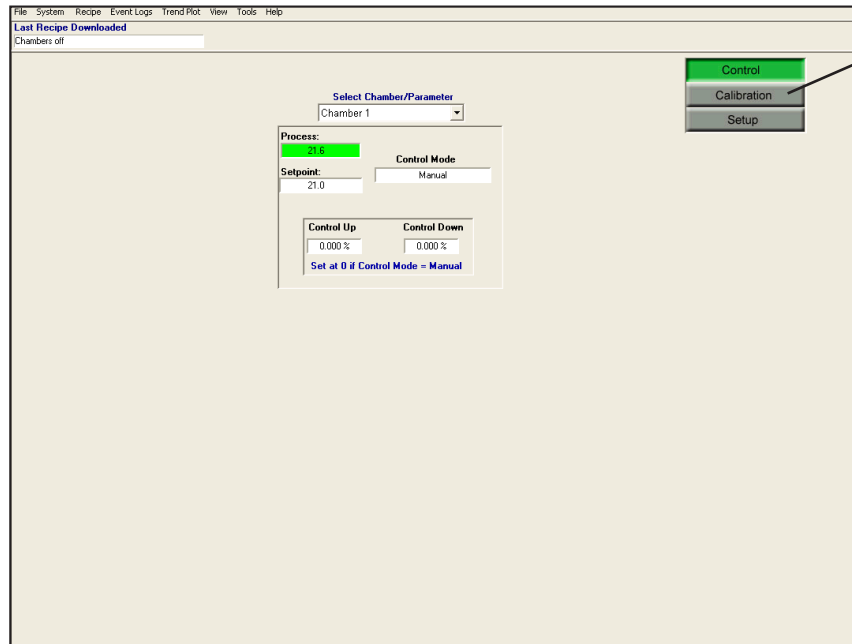 File System Recipe Event Logs Trend Plot View Tools Help
Last Recipe Downloaded
Chambers off
Control
Calibration
Setup
Select Chamber/Parameter
Chamber 1
Process:
21.6
Control Mode
Manual
Setpoint:
21.0
Control Up Control Down
0.000 % 0.000 %
Set at 0 if Control Mode = Manual